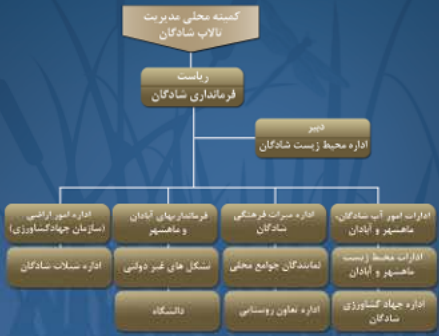 کمیته محلی مدیریت
تالاپ شادگان
ریاست
فرمانداری شادگان
دبیر
اداره محیط زیست شادگان
ادارات امور آب شادگان،
ماهشهر و آبادان
اداره میراث فرهنگی
شادگان
فرمانداریهای آبادان
و ماهشهر
اداره امور اراضی
(سازمان جهادکشاورزی)
ادارات محیط زیست
ماهشهر و آبادان
نمایندگان جوامع محلی
تشکل های غیر دولتی
اداره شیلات شادگان
اداره جهاد کشاورزی
شادگان
اداره تعاون روستایی
دانشگاه